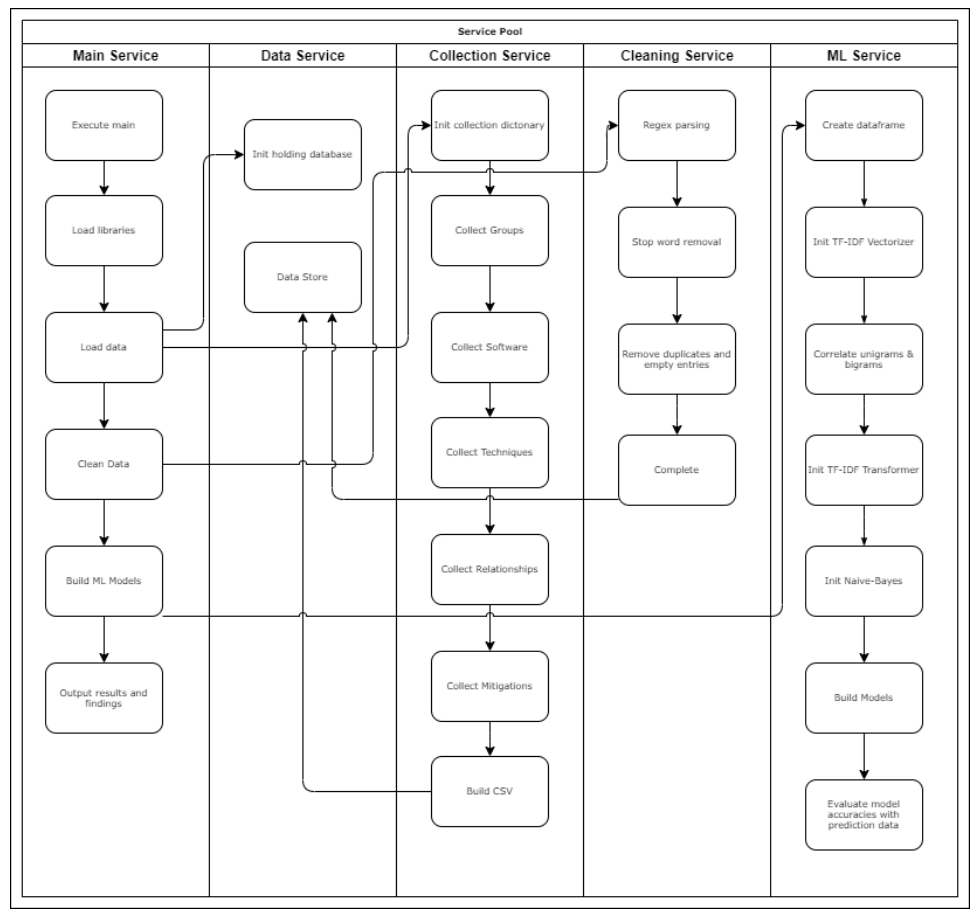 Service Pool
Main Service
Data Service
Collection Service
Cleaning Service
ML Service
Execute main
Load libraries
Load data
Clean Data
Build ML Models
Output results and
findings
Init holding database
Data Store
Init collection dictonary
Collect Groups
Collect Software
Collect Techniques
Collect Relationships
Collect Mitigations
Build CSV
Regex parsing
Stop word removal
Remove duplicates and
empty entries
Complete
Create dataframe
Init TF-IDF Vectorizer
Correlate unigrams &
bigrams
Init TF-IDF Transformer
Init Naive-Bayes
Build Models
Evaluate model
accuracies with
prediction data